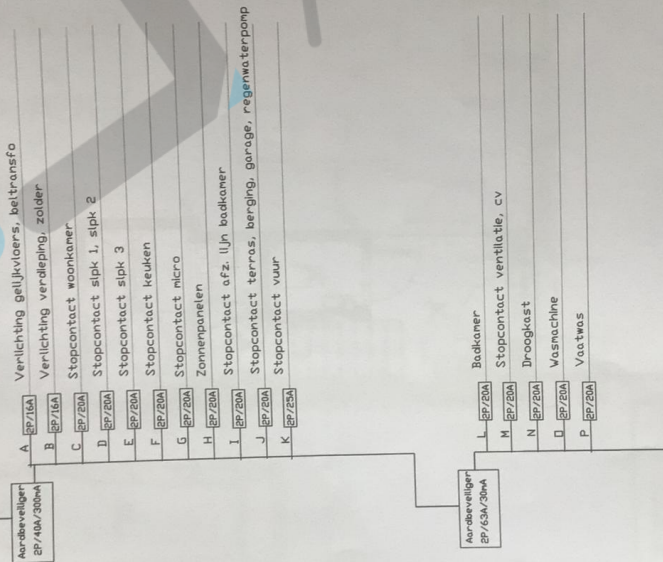 Aardbeveiliger
2P/40A/300mA
A 2P/16A Verlichting gelijkvloers, beltransfo
B 2P/16A Verlichting verdieping, zolder
C 2P/20A Stopcontact woonkamer
D 2P/20A Stopcontact slpk 1, slpk 2
E 2P/20A Stopcontact slpk 3
F 2P/20A Stopcontact keuken
G 2P/20A Stopcontact micro
H 2P/20A Zonnenpanelen
I 2P/20A Stopcontact afz. lijn badkamer
J 2P/20A Stopcontact terras, berging, garage, regenwaterpomp
K 2P/25A Stopcontact vuur
Aardbeveiliger
2P/63A/30mA
L 2P/20A Badkamer
M 2P/20A Stopcontact ventilatie, cv
N 2P/20A Droogkast
O 2P/20A Wasmachine
P 2P/20A Vaatwas